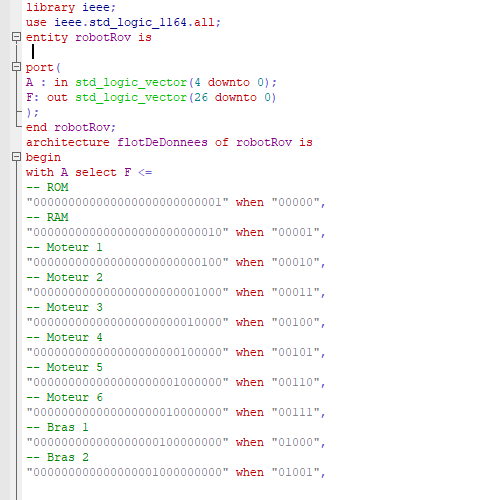 library ieee;
use ieee.std_logic_1164.all;
entity robotRov is
port(
A : in std_logic_vector(4 downto 0);
F: out std_logic_vector(26 downto 0)
);
end robotRov;
architecture flotDeDonnees of robotRov is
begin
with A select F <=
-- ROM
"000000000000000000000000001" when "00000",
-- RAM
"000000000000000000000000010" when "00001",
-- Moteur 1
"000000000000000000000000100" when "00010",
-- Moteur 2
"000000000000000000000001000" when "00011",
-- Moteur 3
"000000000000000000000010000" when "00100",
-- Moteur 4
"000000000000000000000100000" when "00101",
-- Moteur 5
"000000000000000000001000000" when "00110",
-- Moteur 6
"000000000000000000010000000" when "00111",
-- Bras 1
"000000000000000000100000000" when "01000",
-- Bras 2
"000000000000000001000000000" when "01001",